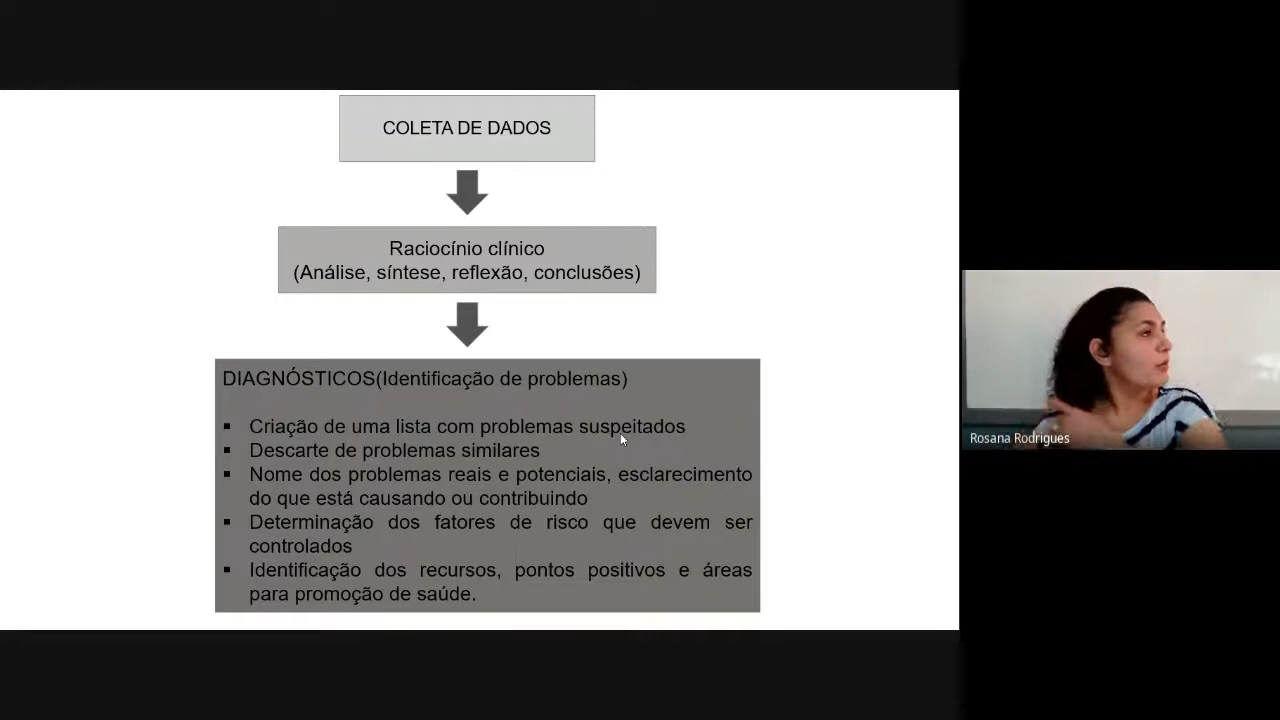 COLETA DE DADOS
Raciocínio clínico
(Análise, síntese, reflexão, conclusões)
DIAGNÓSTICOS(Identificação de problemas)
▪ Criação de uma lista com problemas suspeitados
▪ Descarte de problemas similares
▪ Nome dos problemas reais e potenciais, esclarecimento
do que está causando ou contribuindo
▪ Determinação dos fatores de risco que devem ser
controlados
▪ Identificação dos recursos, pontos positivos e áreas
para promoção de saúde.
Rosana Rodrigues